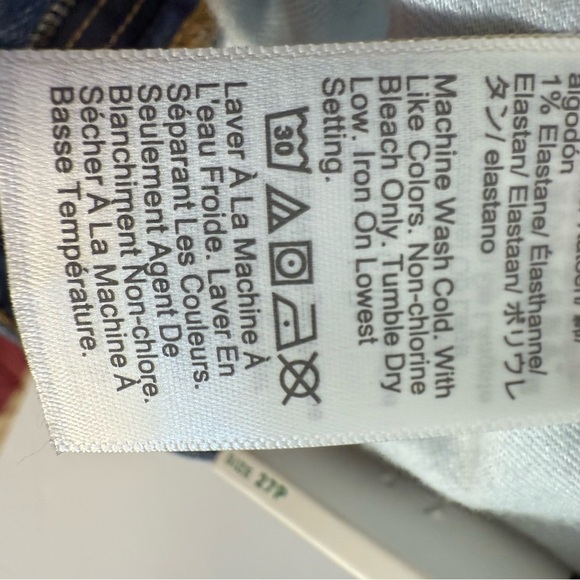 algodón
1% Elastane/ Élasthanne/
Elastan/ Elastaan/ ポリウレ
タン/ elastano
Machine Wash Cold. With
Like Colors. Non-chlorine
Bleach Only. Tumble Dry
Low. Iron On Lowest
Setting.
30
Laver À La Machine À
L'eau Froide. Laver En
Séparant Les Couleurs.
Seulement Agent De
Blanchiment Non-chlore.
Sécher À La Machine À
Basse Température.
SIZE 27P